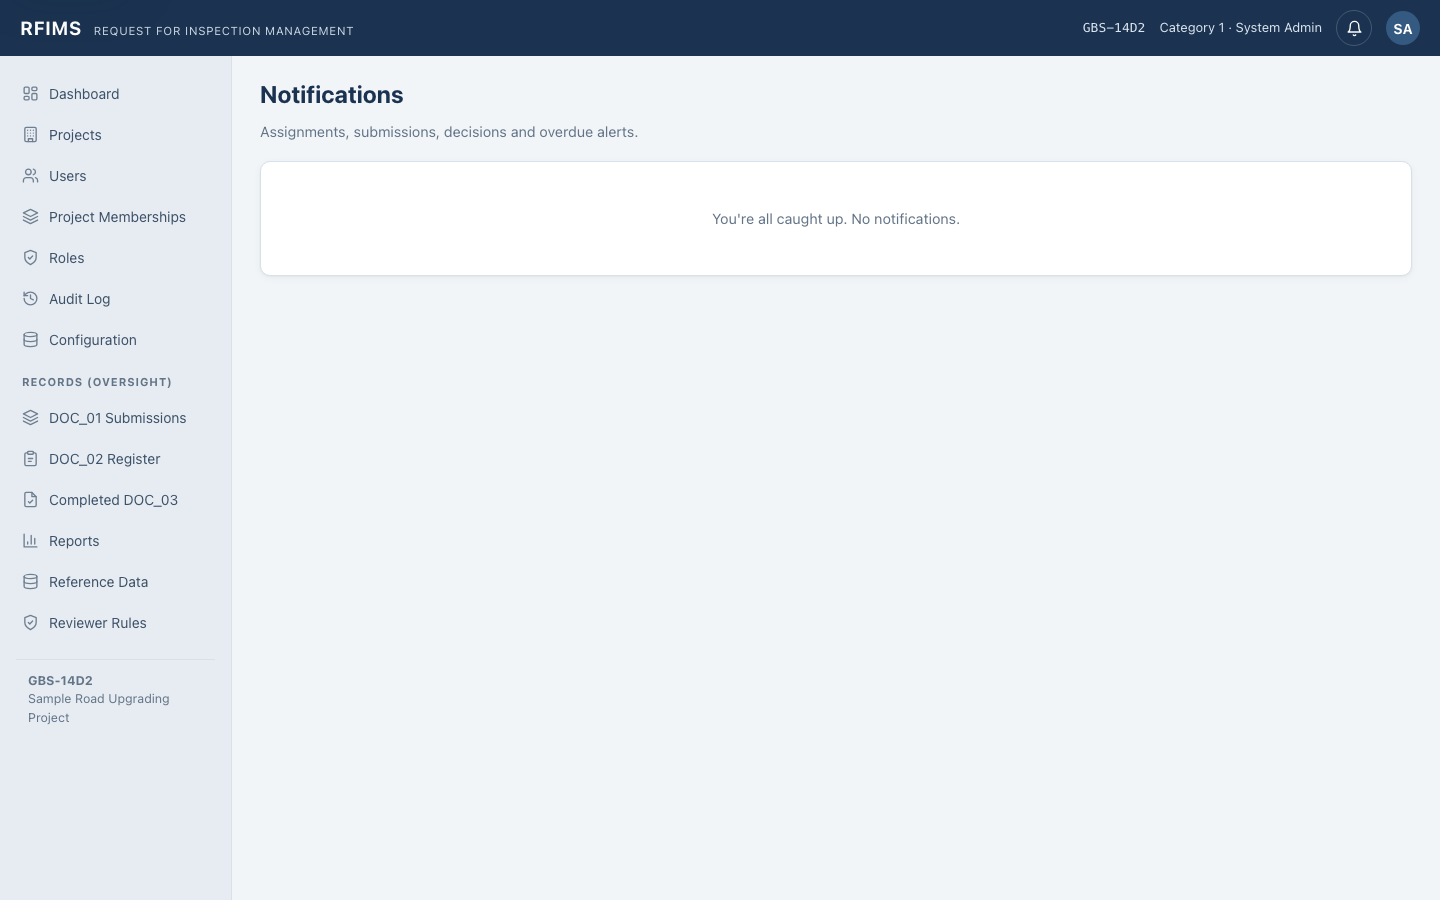 RFIMS REQUEST FOR INSPECTION MANAGEMENT
GBS-14D2 Category 1 · System Admin SA
Dashboard
Projects
Users
Project Memberships
Roles
Audit Log
Configuration
RECORDS (OVERSIGHT)
DOC_01 Submissions
DOC_02 Register
Completed DOC_03
Reports
Reference Data
Reviewer Rules
GBS-14D2
Sample Road Upgrading
Project
Notifications
Assignments, submissions, decisions and overdue alerts.
You're all caught up. No notifications.